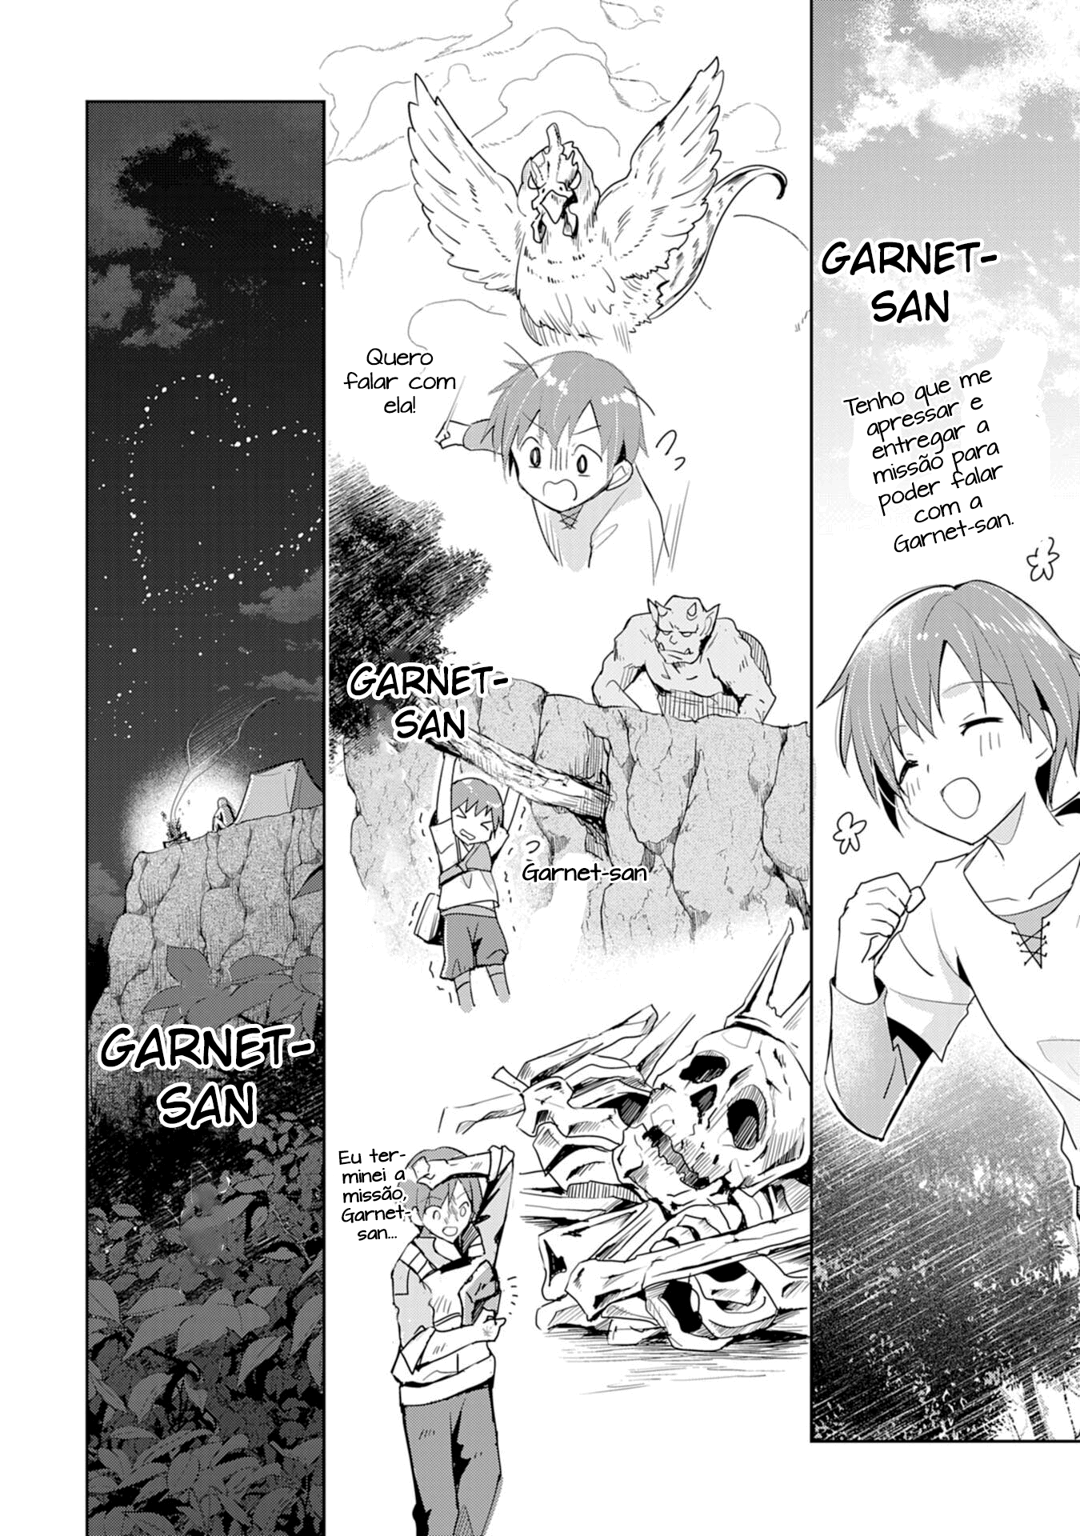 GARNET-
SAN
Tenho que me
apressar e
entregar a
missão para
poder falar
com a
Garnet-san.
Quero
falar com
ela!
GARNET-
SAN
Garnet-san
Eu ter-
minei a
missão,
Garnet-
san...
GARNET-
SAN